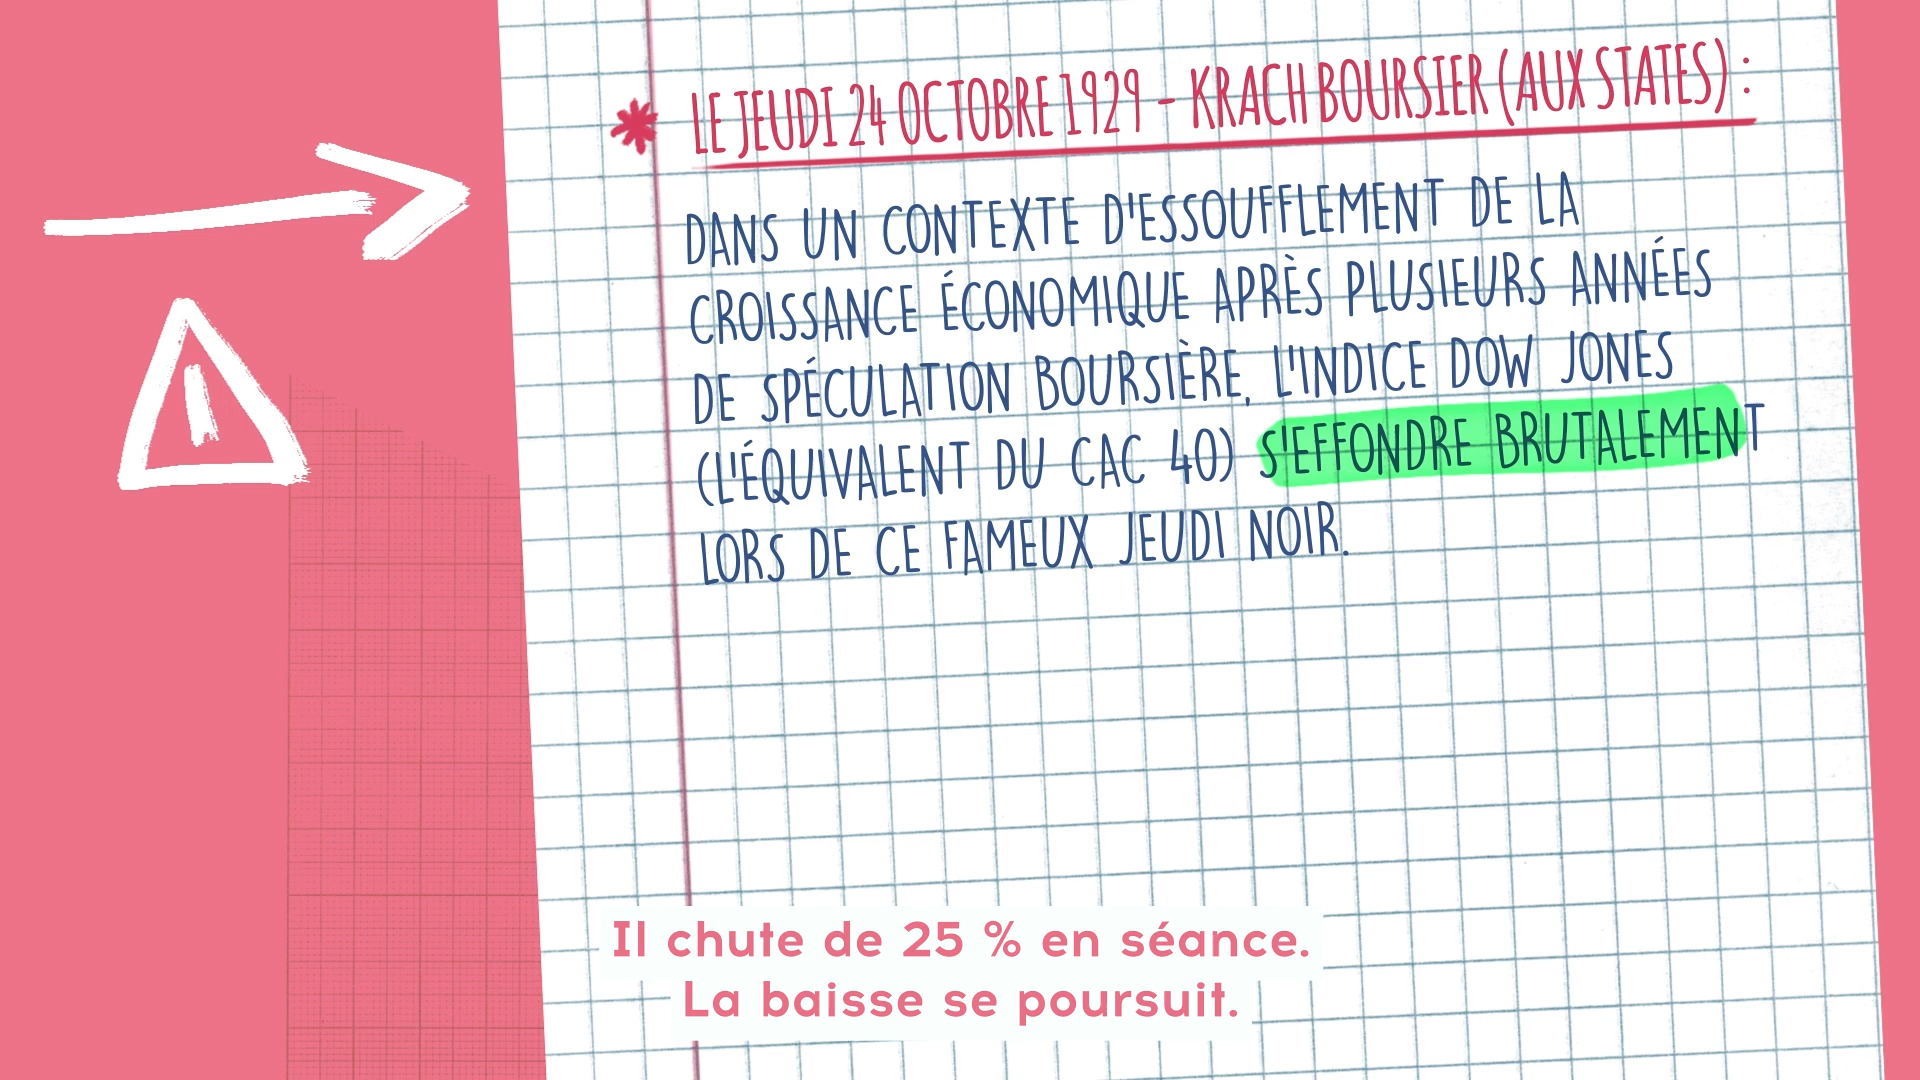 LE JEUDI 24 OCTOBRE 1929 - KRACH BOURSIER (AUX STATES) :
DANS UN CONTEXTE D'ESSOUFFLEMENT DE LA
CROISSANCE ÉCONOMIQUE APRÈS PLUSIEURS ANNÉES
DE SPÉCULATION BOURSIÈRE, L'INDICE DOW JONES
(L'ÉQUIVALENT DU CAC 40) S'EFFONDRE BRUTALEMENT
LORS DE CE FAMEUX JEUDI NOIR.
Il chute de 25 % en séance.
La baisse se poursuit.